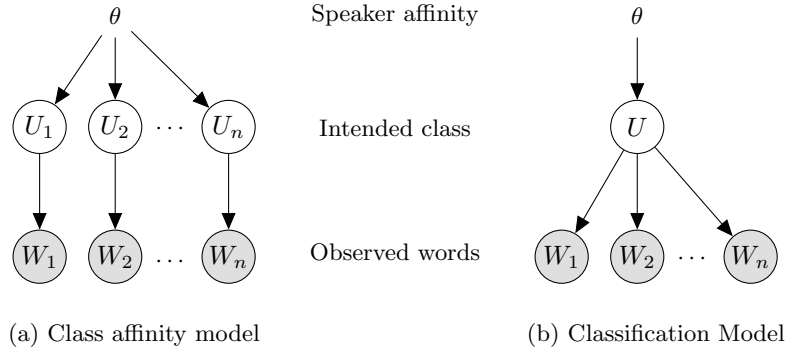 θ Speaker affinity θ
U₁ U₂ ... Uₙ Intended class U
W₁ W₂ ... Wₙ Observed words W₁ W₂ ... Wₙ
(a) Class affinity model (b) Classification Model